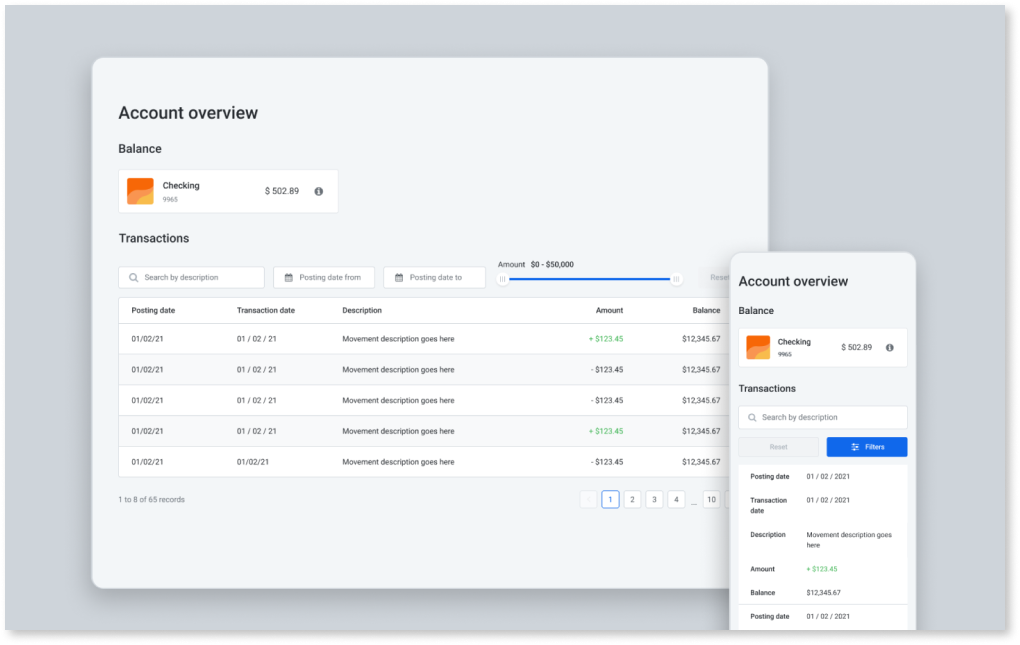 Account overview
Balance
Checking
9965
$ 502.89
Transactions
Amount $0 - $50,000
Search by description
Posting date from
Posting date to
Reset
Posting date Transaction date Description Amount Balance
01/02/21 01 / 02 / 21 Movement description goes here + $123.45 $12,345.67
01/02/21 01 / 02 / 21 Movement description goes here - $123.45 $12,345.67
01/02/21 01 / 02 / 21 Movement description goes here - $123.45 $12,345.67
01/02/21 01 / 02 / 21 Movement description goes here + $123.45 $12,345.67
01/02/21 01/02/21 Movement description goes here - $123.45 $12,345.67
1 to 8 of 65 records
1 2 3 4 ... 10
Account overview
Balance
Checking
9965
$ 502.89
Transactions
Search by description
Reset Filters
Posting date 01 / 02 / 2021
Transaction 01 / 02 / 2021
date
Description Movement description goes
here
Amount + $123.45
Balance $12,345.67
Posting date 01 / 02 / 2021